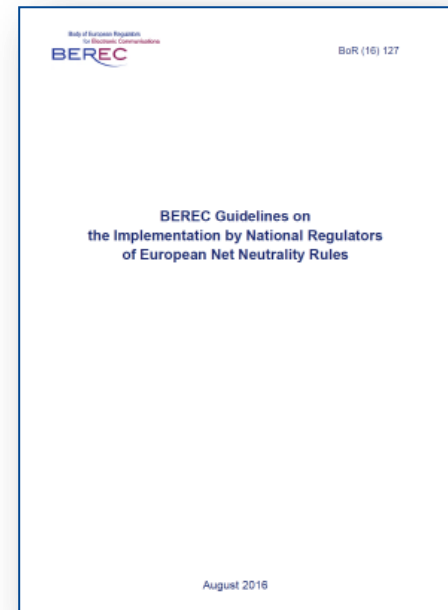 Body of European Regulators
for Electronic Communications
BEREC
BoR (16) 127
BEREC Guidelines on
the Implementation by National Regulators
of European Net Neutrality Rules
August 2016